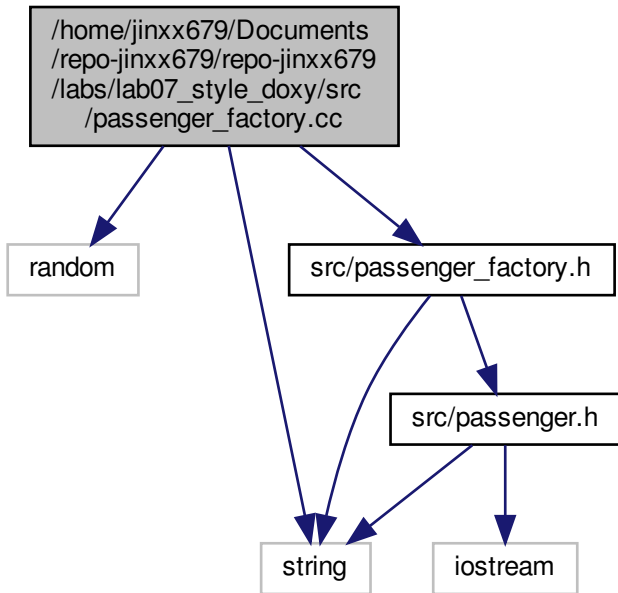 /home/jinxx679/Documents
/repo-jinxx679/repo-jinxx679
/labs/lab07_style_doxy/src
/passenger_factory.cc
random
src/passenger_factory.h
src/passenger.h
string
iostream